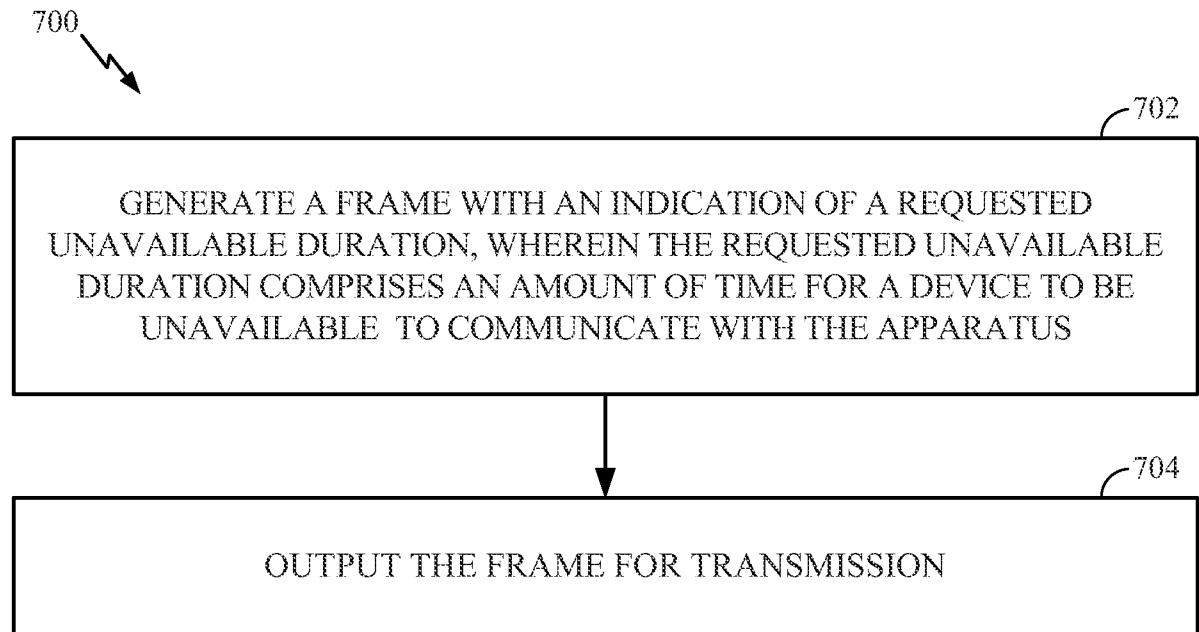 700
702
GENERATE A FRAME WITH AN INDICATION OF A REQUESTED
UNAVAILABLE DURATION, WHEREIN THE REQUESTED UNAVAILABLE
DURATION COMPRISES AN AMOUNT OF TIME FOR A DEVICE TO BE
UNAVAILABLE TO COMMUNICATE WITH THE APPARATUS
704
OUTPUT THE FRAME FOR TRANSMISSION